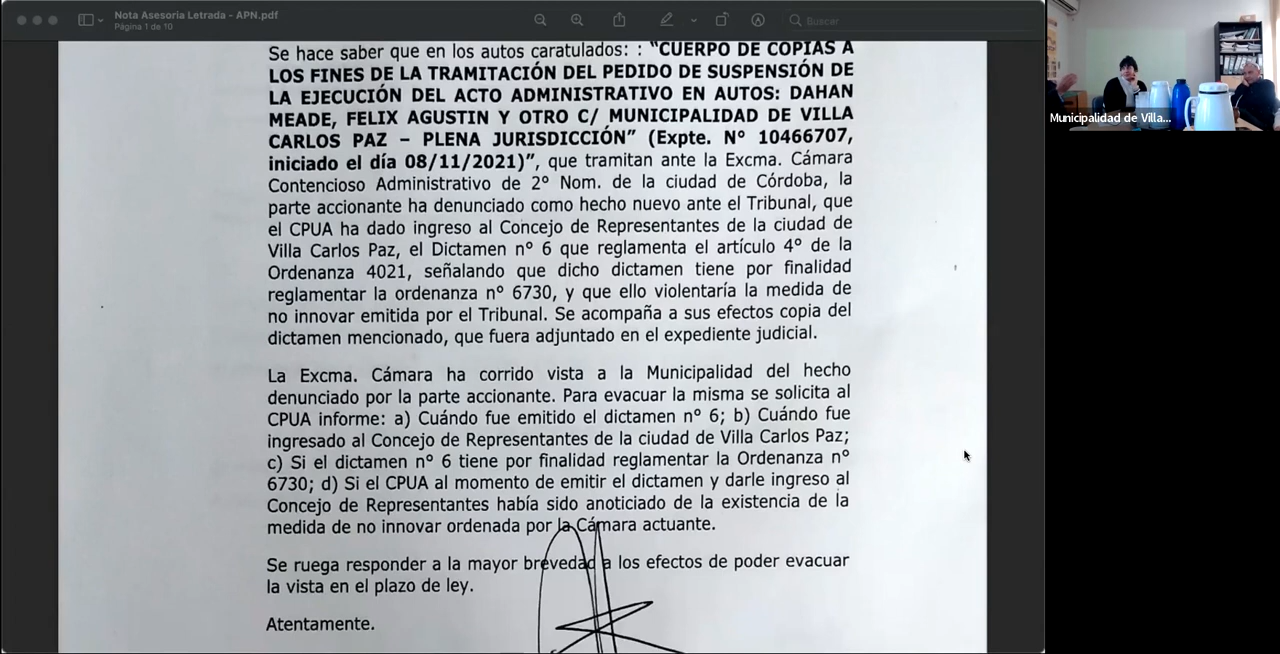 Nota Asesoria Letrada - APN.pdf
Página 1 de 10
Buscar
Se hace saber que en los autos caratulados: : “CUERPO DE COPIAS A
LOS FINES DE LA TRAMITACIÓN DEL PEDIDO DE SUSPENSIÓN DE
LA EJECUCIÓN DEL ACTO ADMINISTRATIVO EN AUTOS: DAHAN
MEADE, FELIX AGUSTIN Y OTRO C/ MUNICIPALIDAD DE VILLA
CARLOS PAZ – PLENA JURISDICCIÓN” (Expte. Nº 10466707,
iniciado el día 08/11/2021)”, que tramitan ante la Excma. Cámara
Contencioso Administrativo de 2º Nom. de la ciudad de Córdoba, la
parte accionante ha denunciado como hecho nuevo ante el Tribunal, que
el CPUA ha dado ingreso al Concejo de Representantes de la ciudad de
Villa Carlos Paz, el Dictamen nº 6 que reglamenta el artículo 4º de la
Ordenanza 4021, señalando que dicho dictamen tiene por finalidad
reglamentar la ordenanza nº 6730, y que ello violentaría la medida de
no innovar emitida por el Tribunal. Se acompaña a sus efectos copia del
dictamen mencionado, que fuera adjuntado en el expediente judicial.
La Excma. Cámara ha corrido vista a la Municipalidad del hecho
denunciado por la parte accionante. Para evacuar la misma se solicita al
CPUA informe: a) Cuándo fue emitido el dictamen nº 6; b) Cuándo fue
ingresado al Concejo de Representantes de la ciudad de Villa Carlos Paz;
c) Si el dictamen nº 6 tiene por finalidad reglamentar la Ordenanza nº
6730; d) Si el CPUA al momento de emitir el dictamen y darle ingreso al
Concejo de Representantes había sido anoticiado de la existencia de la
medida de no innovar ordenada por la Cámara actuante.
Se ruega responder a la mayor brevedad a los efectos de poder evacuar
la vista en el plazo de ley.
Atentamente.
Municipalidad de Villa...